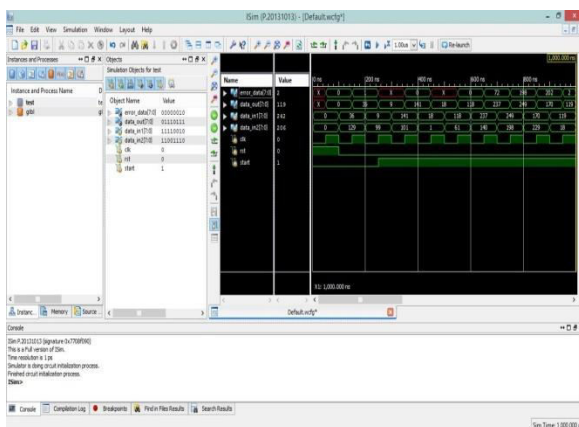 ISim (P.20131013) - [Default.wcfg*]
File Edit View Simulation Window Layout Help
1.00us
Re-launch
Instances and Processes
Instance and Process Name
test
glbl
Objects
Simulation Objects for test
Object Name Value
error_data[7:0] 00000010
data_out[7:0] 01110111
data_in1[7:0] 11110010
data_in2[7:0] 11001110
clk 0
rst 0
start 1
Name Value
error_data[7:0] 2
data_out[7:0] 119
data_in1[7:0] 242
data_in2[7:0] 206
clk 0
rst 0
start 1
1,000.000 ns
0 ns 200 ns 400 ns 600 ns 800 ns
X1: 1,000.000 ns
Instanc... Memory Source
Default.wcfg*
Console
This is a Full version of ISim.
Time resolution is 1 ps
Simulator is doing circuit initialization process.
Finished circuit initialization process.
ISim>
Console Compilation Log Breakpoints Find in Files Results Search Results
Sim Time: 1,000,000